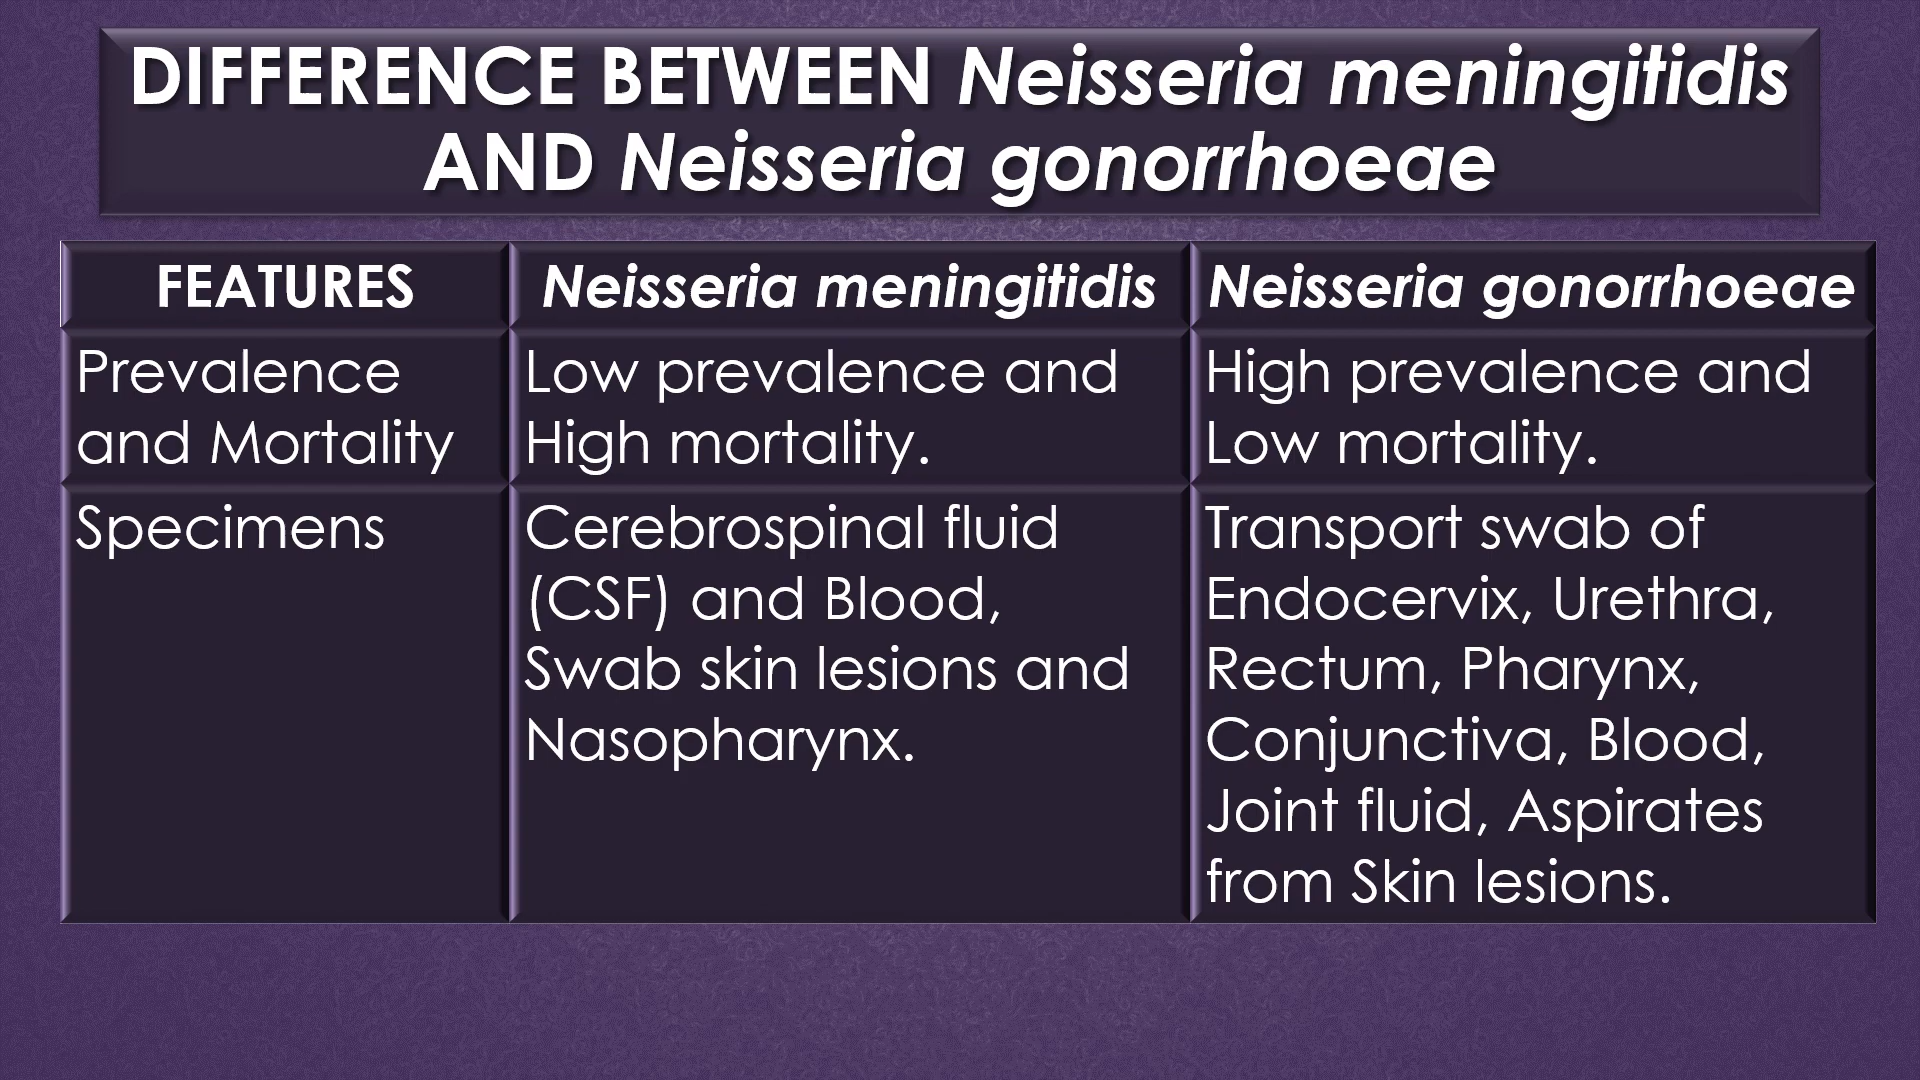 DIFFERENCE BETWEEN Neisseria meningitidis
AND Neisseria gonorrhoeae
FEATURES
Neisseria meningitidis
Neisseria gonorrhoeae
Prevalence
and Mortality
Low prevalence and
High mortality.
High prevalence and
Low mortality.
Specimens
Cerebrospinal fluid
(CSF) and Blood,
Swab skin lesions and
Nasopharynx.
Transport swab of
Endocervix, Urethra,
Rectum, Pharynx,
Conjunctiva, Blood,
Joint fluid, Aspirates
from Skin lesions.